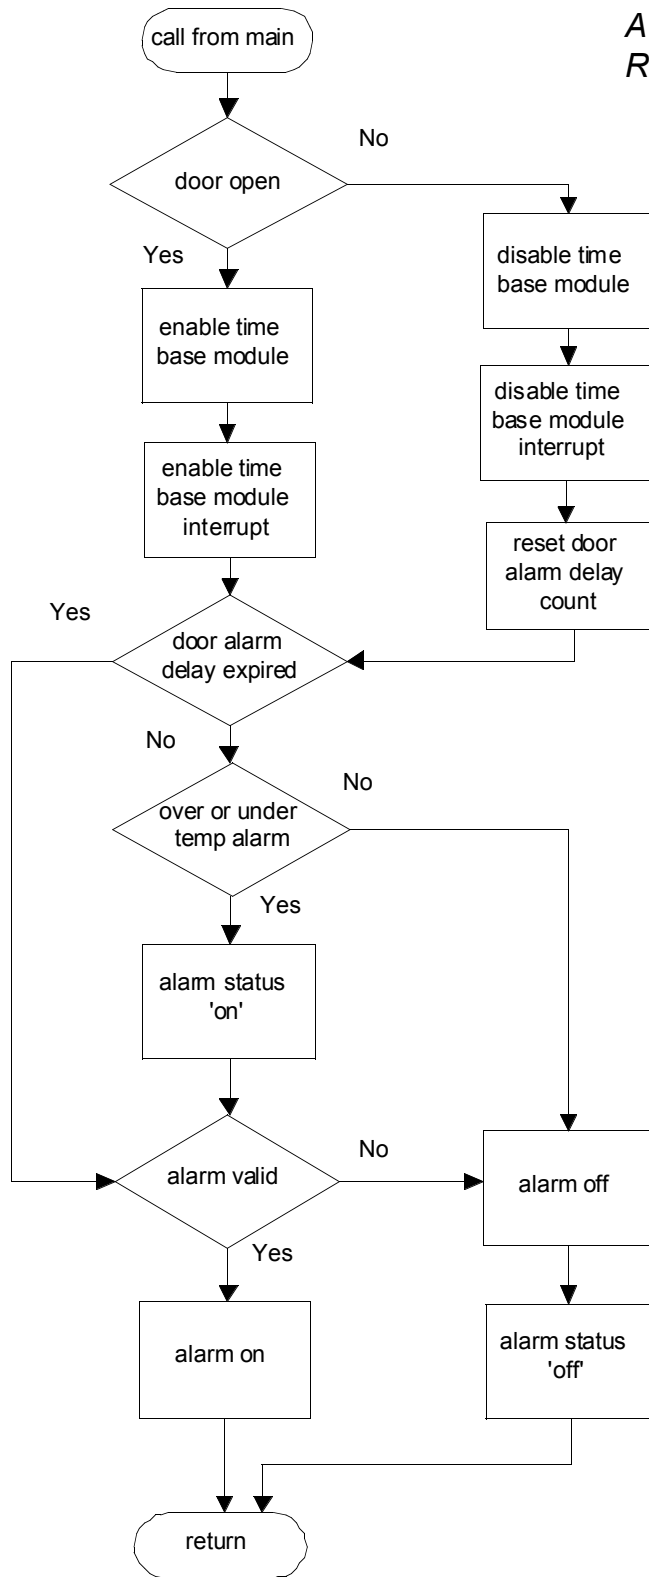 call from main
A
R
door open
No
Yes
enable time
base module
disable time
base module
enable time
base module
interrupt
disable time
base module
interrupt
reset door
alarm delay
count
Yes
door alarm
delay expired
No
over or under
temp alarm
No
Yes
alarm status
'on'
alarm valid
No
alarm off
Yes
alarm on
alarm status
'off'
return